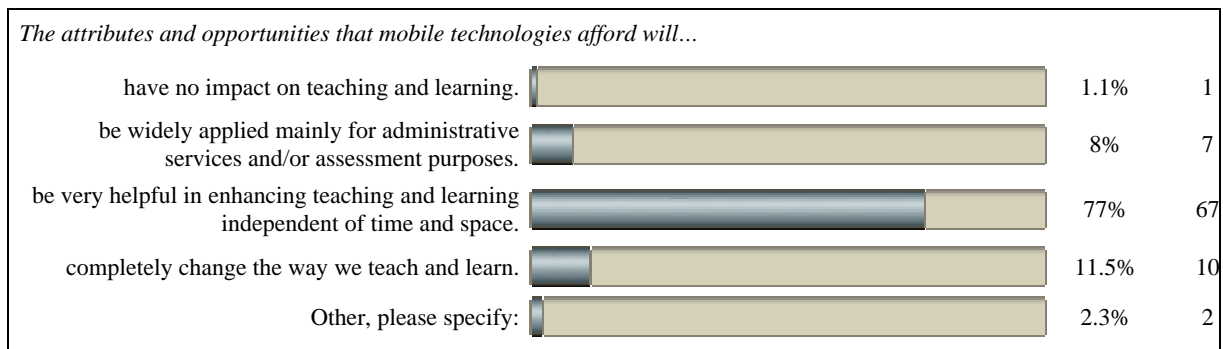 The attributes and opportunities that mobile technologies afford will…
have no impact on teaching and learning. 1.1% 1
be widely applied mainly for administrative
services and/or assessment purposes. 8% 7
be very helpful in enhancing teaching and learning
independent of time and space. 77% 67
completely change the way we teach and learn. 11.5% 10
Other, please specify: 2.3% 2